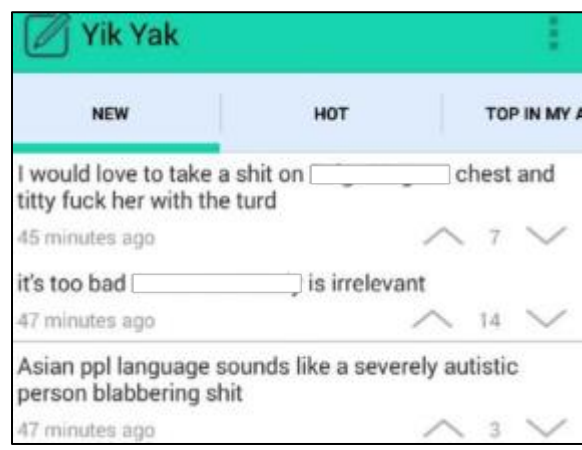 Yik Yak
NEW HOT TOP IN MY A
I would love to take a shit on chest and
titty fuck her with the turd
45 minutes ago 7
it's too bad is irrelevant
47 minutes ago 14
Asian ppl language sounds like a severely autistic
person blabbering shit
47 minutes ago 3